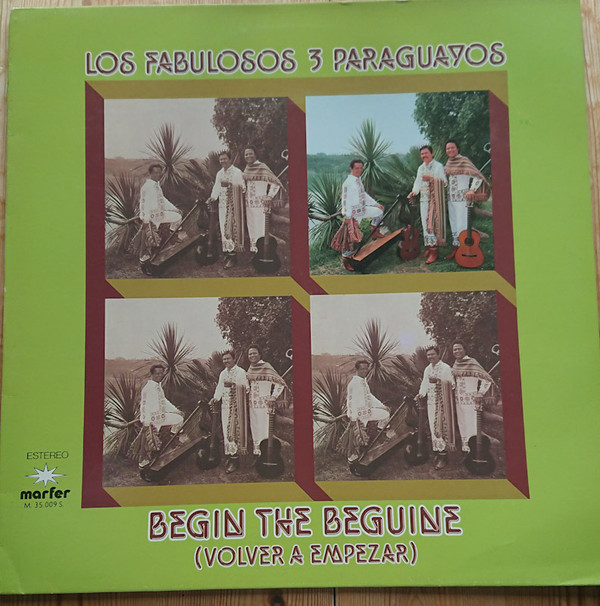 LOS FABULOSOS 3 PARAGUAYOS
ESTEREO
marfer
M. 35.009 S.
BEGIN THE BEGUINE
(VOLVER A EMPEZAR)